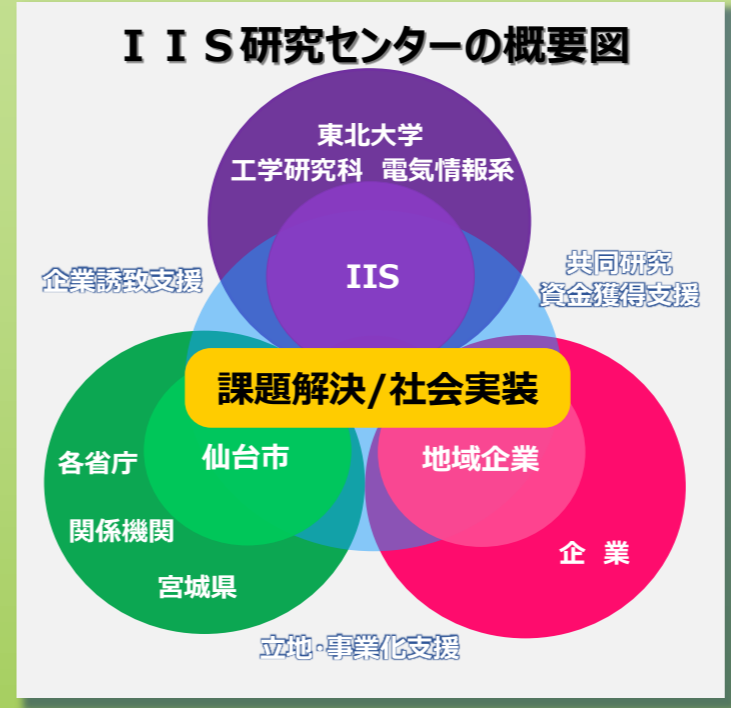 ＩＩＳ研究センターの概要図
東北大学
工学研究科 電気情報系
企業誘致支援
IIS
共同研究
資金獲得支援
課題解決/社会実装
各省庁
仙台市
地域企業
関係機関
企 業
宮城県
立地・事業化支援